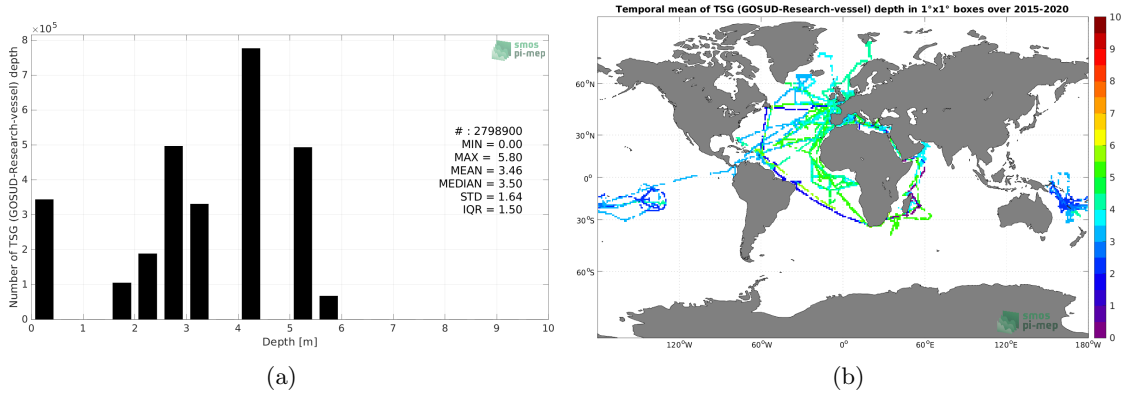 ×10⁵
smos
pi-mep
8
7
6
5
4
3
2
1
0
Number of TSG (GOSUD-Research-vessel) depth
# : 2798900
MIN = 0.00
MAX = 5.80
MEAN = 3.46
MEDIAN = 3.50
STD = 1.64
IQR = 1.50
0 1 2 3 4 5 6 7 8 9 10
Depth [m]
(a)
Temporal mean of TSG (GOSUD-Research-vessel) depth in 1°x1° boxes over 2015-2020
60°N
30°N
0°
30°S
60°S
120°W 60°W 0° 60°E 120°E 180°W
smos
pi-mep
10
9
8
7
6
5
4
3
2
1
0
(b)